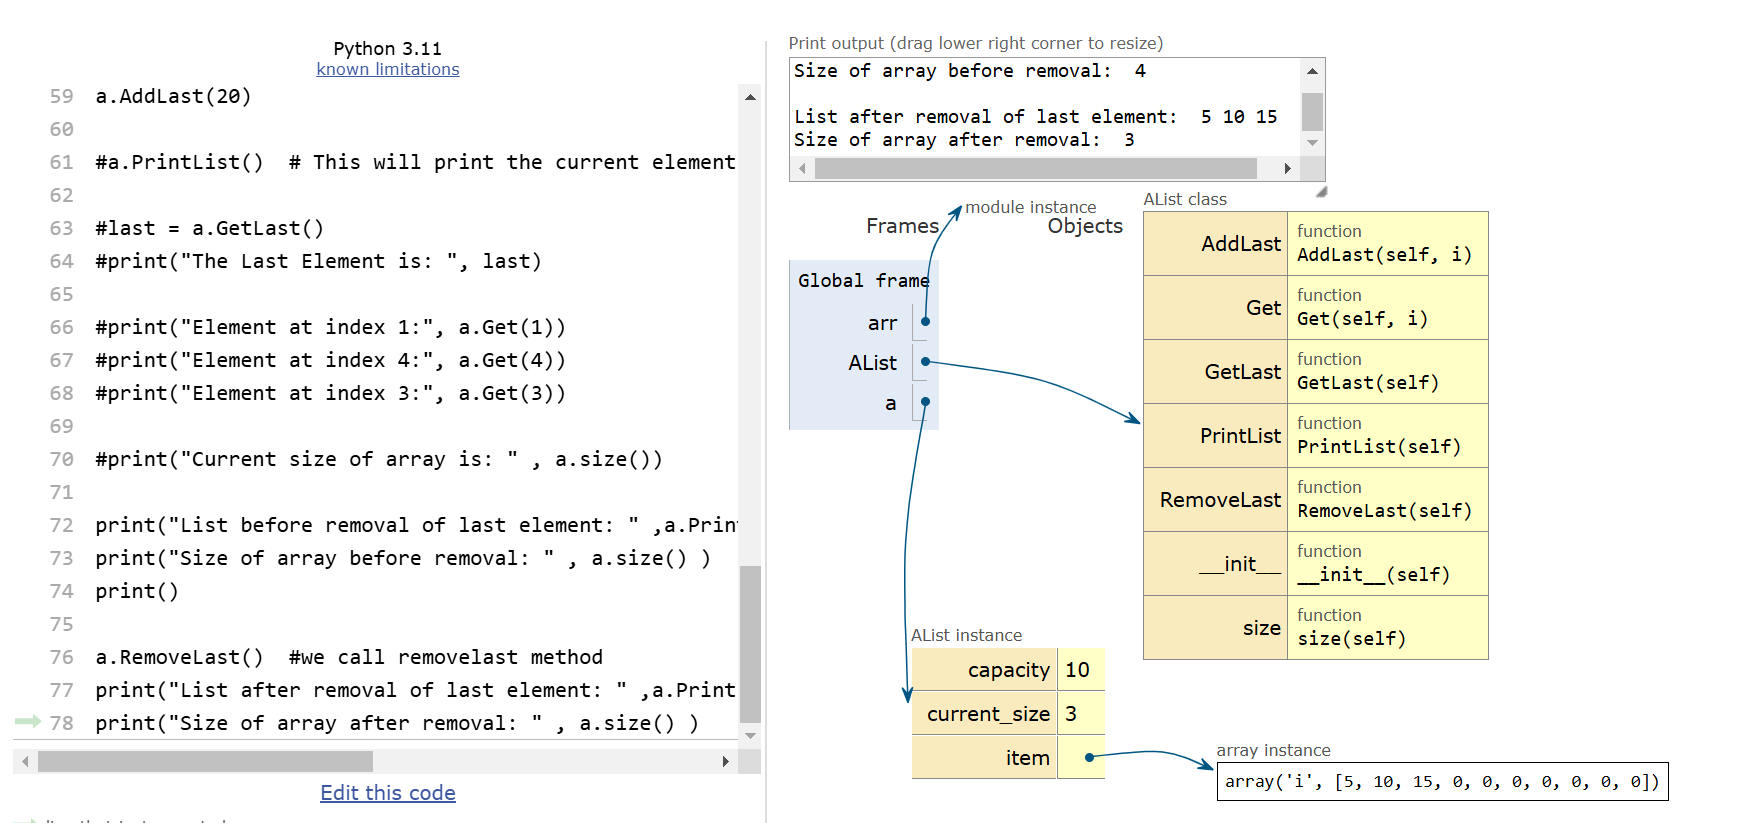 Python 3.11
known limitations
59 a.AddLast(20)
60
61 #a.PrintList()  # This will print the current element
62
63 #last = a.GetLast()
64 #print("The Last Element is: ", last)
65
66 #print("Element at index 1:", a.Get(1))
67 #print("Element at index 4:", a.Get(4))
68 #print("Element at index 3:", a.Get(3))
69
70 #print("Current size of array is: " , a.size())
71
72 print("List before removal of last element: " ,a.Prin
73 print("Size of array before removal: " , a.size() )
74 print()
75
76 a.RemoveLast()  #we call removelast method
77 print("List after removal of last element: " ,a.Print
78 print("Size of array after removal: " , a.size() )
Edit this code
Print output (drag lower right corner to resize)
Size of array before removal:  4
List after removal of last element:  5 10 15
Size of array after removal:  3
Frames
Objects
Global frame
arr
AList
a
module instance
AList class
AddLast
function
AddLast(self, i)
Get
function
Get(self, i)
GetLast
function
GetLast(self)
PrintList
function
PrintList(self)
RemoveLast
function
RemoveLast(self)
__init__
function
__init__(self)
size
function
size(self)
AList instance
capacity 10
current_size 3
item
array instance
array('i', [5, 10, 15, 0, 0, 0, 0, 0, 0, 0])